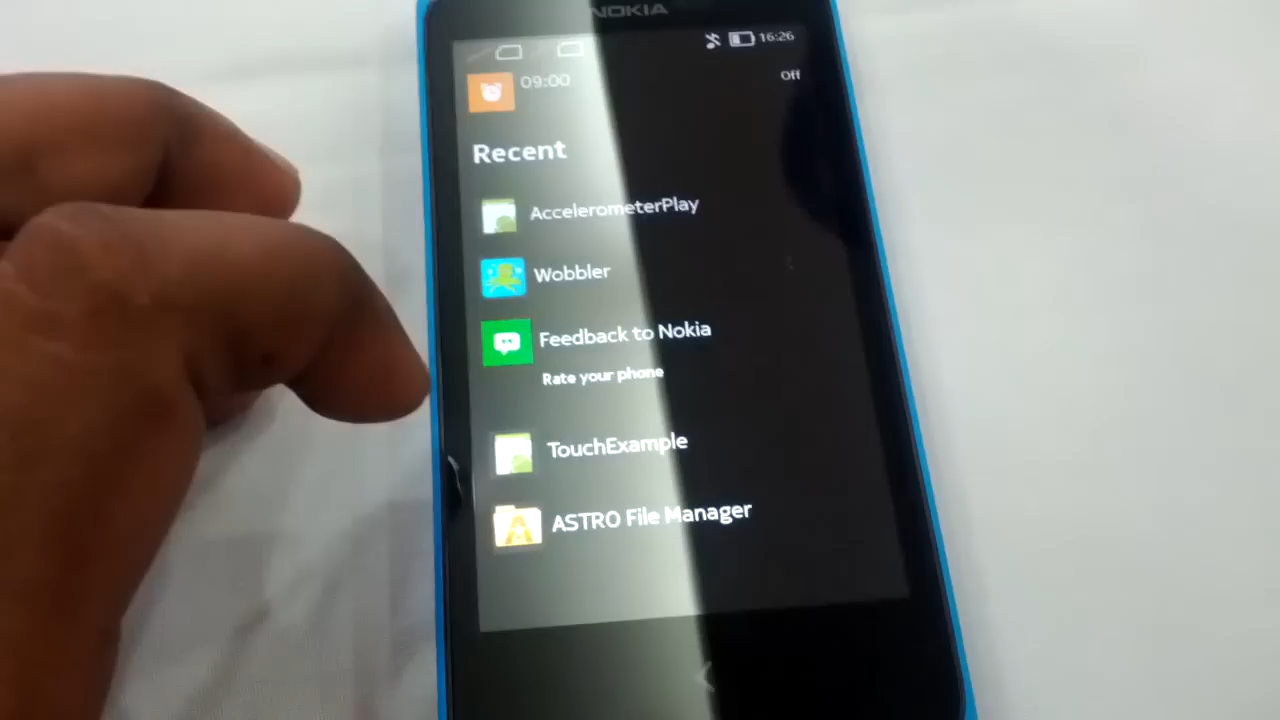 NOKIA
16:26
09:00
Off
Recent
AccelerometerPlay
Wobbler
Feedback to Nokia
Rate your phone
TouchExample
ASTRO File Manager